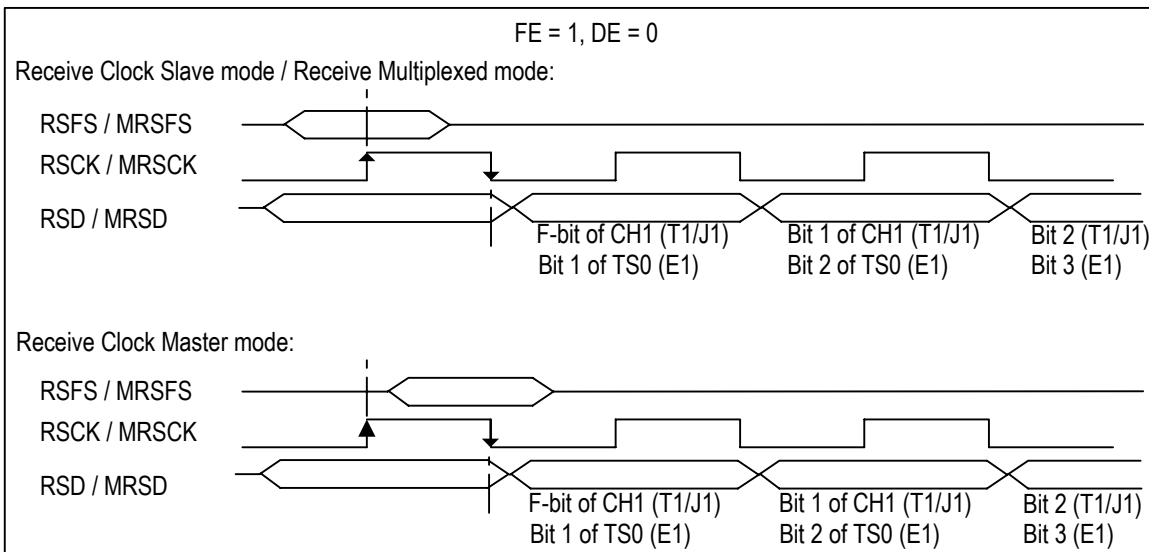 FE = 1, DE = 0
Receive Clock Slave mode / Receive Multiplexed mode:
RSFS / MRSFS
RSCK / MRSCK
RSD / MRSD
F-bit of CH1 (T1/J1) Bit 1 of CH1 (T1/J1) Bit 2 (T1/J1)
Bit 1 of TS0 (E1) Bit 2 of TS0 (E1) Bit 3 (E1)
Receive Clock Master mode:
RSFS / MRSFS
RSCK / MRSCK
RSD / MRSD
F-bit of CH1 (T1/J1) Bit 1 of CH1 (T1/J1) Bit 2 (T1/J1)
Bit 1 of TS0 (E1) Bit 2 of TS0 (E1) Bit 3 (E1)